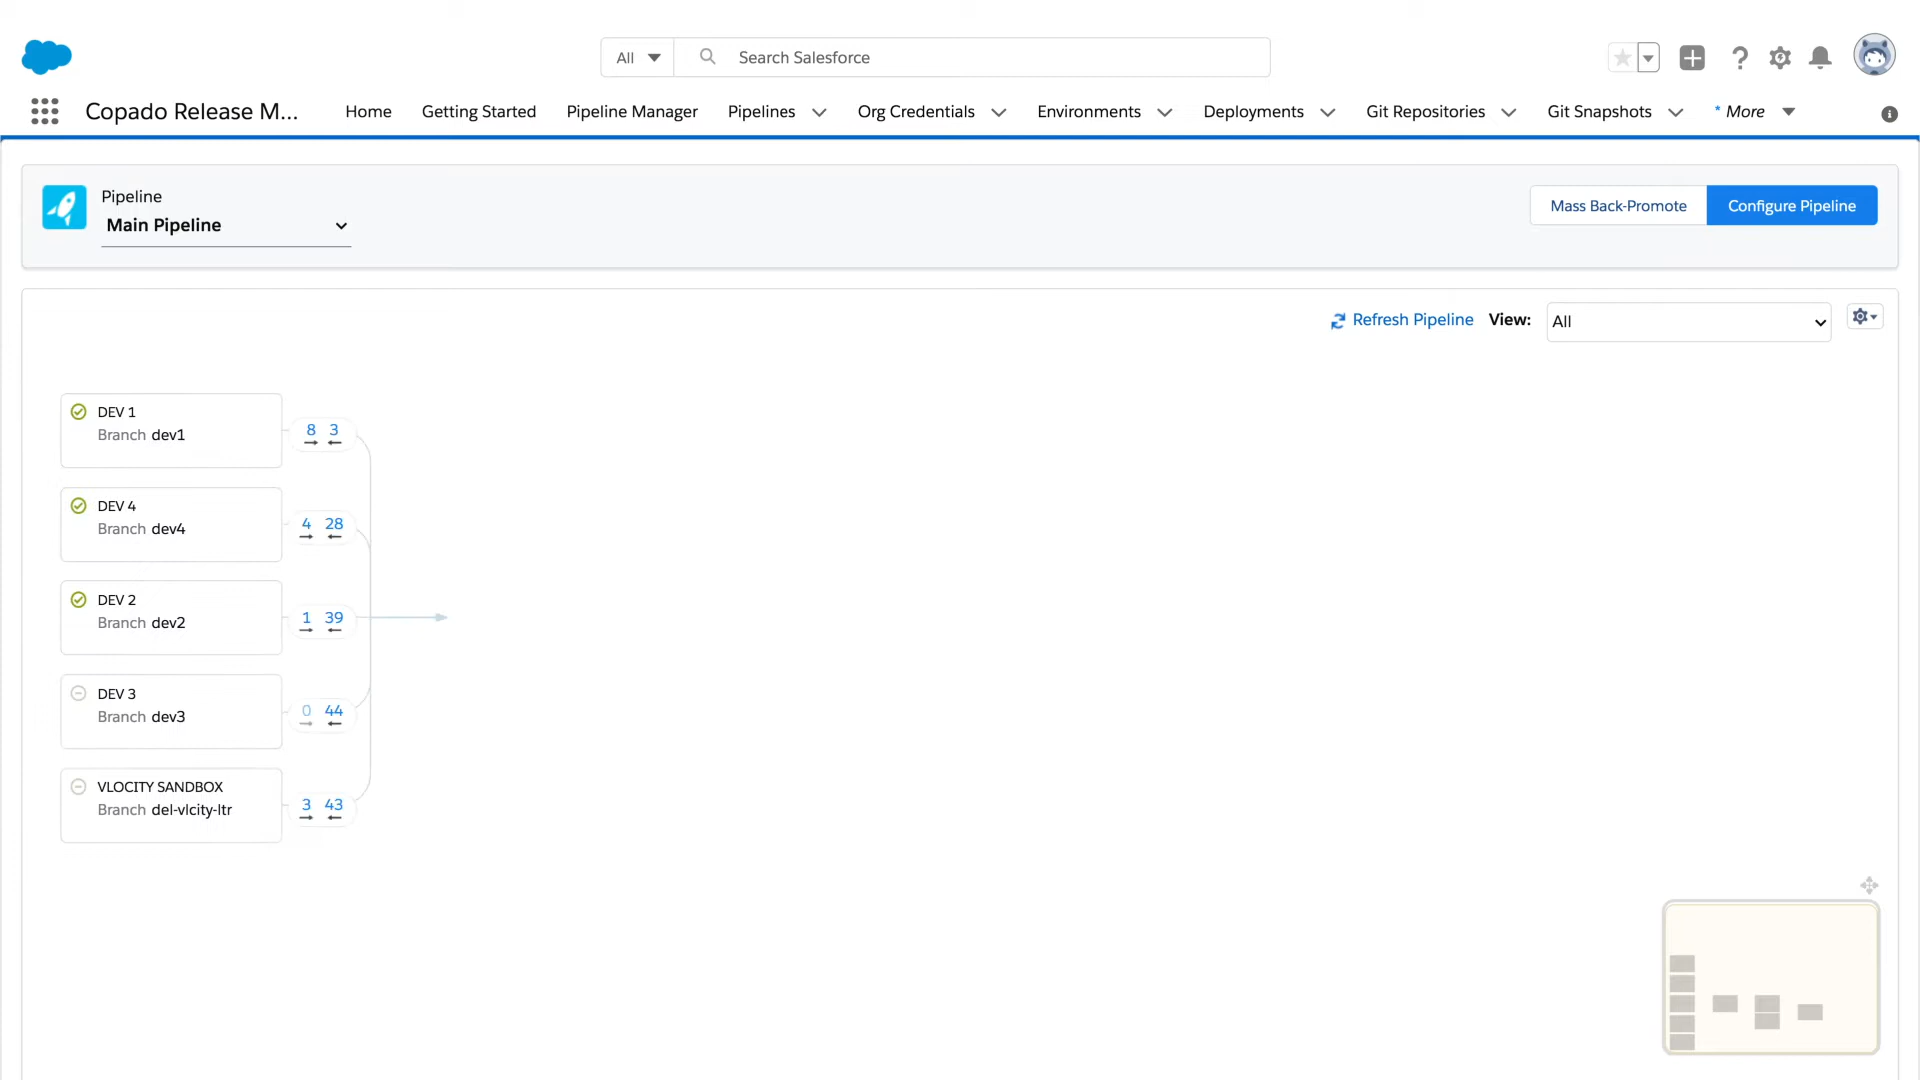 All
Search Salesforce
Copado Release M...
Home
Getting Started
Pipeline Manager
Pipelines
Org Credentials
Environments
Deployments
Git Repositories
Git Snapshots
* More
Pipeline
Main Pipeline
Mass Back-Promote
Configure Pipeline
Refresh Pipeline
View:
All
DEV 1
Branch dev1
8 3
DEV 4
Branch dev4
4 28
DEV 2
Branch dev2
1 39
DEV 3
Branch dev3
0 44
VLOCITY SANDBOX
Branch del-vlcity-ltr
3 43